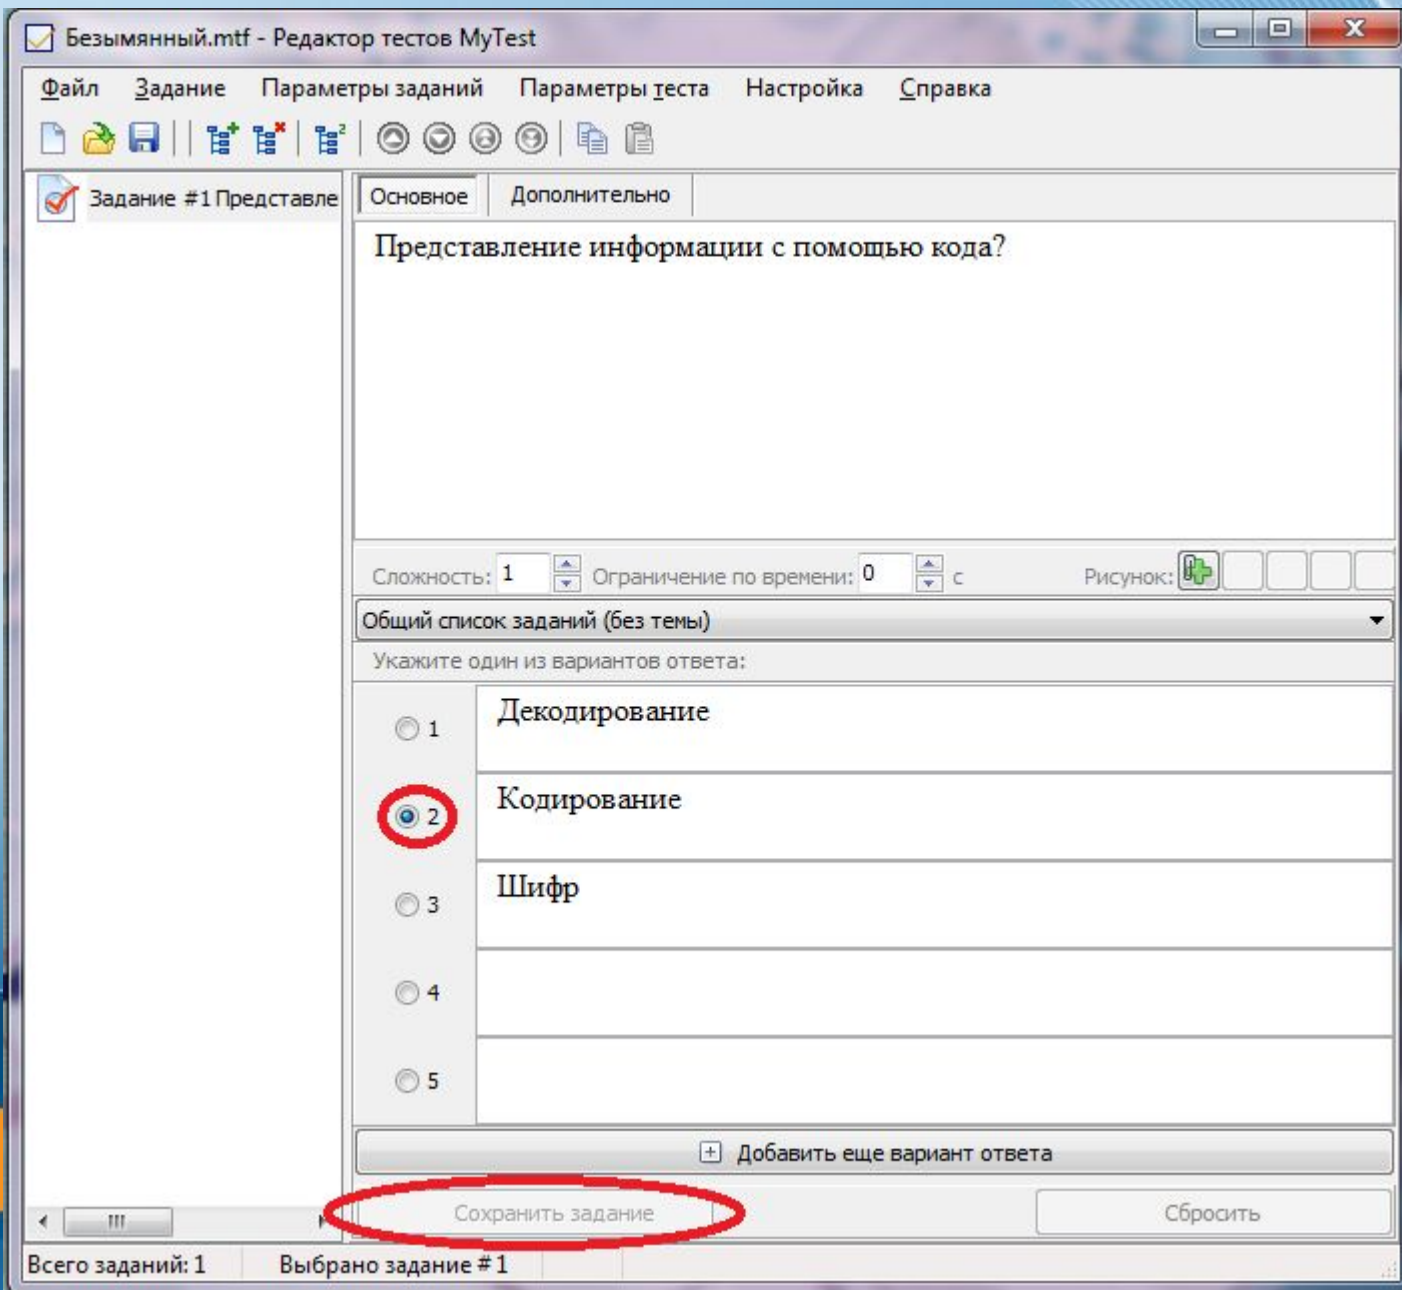 Безымянный.mtf - Редактор тестов MyTest
Файл Задание Параметры заданий Параметры теста Настройка Справка
Задание #1 Представле
Основное Дополнительно
Представление информации с помощью кода?
Сложность: 1 Ограничение по времени: 0 с Рисунок:
Общий список заданий (без темы)
Укажите один из вариантов ответа:
1 Декодирование
2 Кодирование
3 Шифр
4
5
Добавить еще вариант ответа
Сохранить задание Сбросить
Всего заданий: 1 Выбрано задание #1